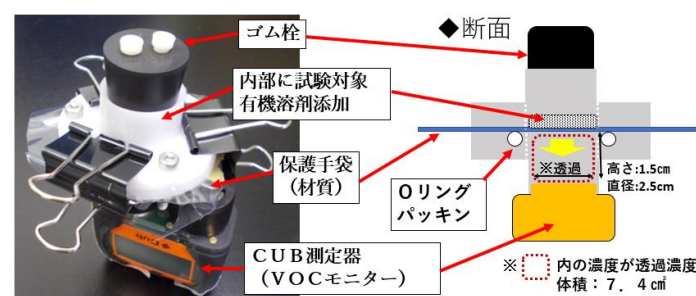 ゴム栓
内部に試験対象
有機溶剤添加
保護手袋
（材質）
CUB測定器
（VOCモニター）
◆断面
※透過
高さ:1.5㎝
直径:2.5cm
Oリング
パッキン
※
内の濃度が透過濃度
体積：7．4㎤
Cub